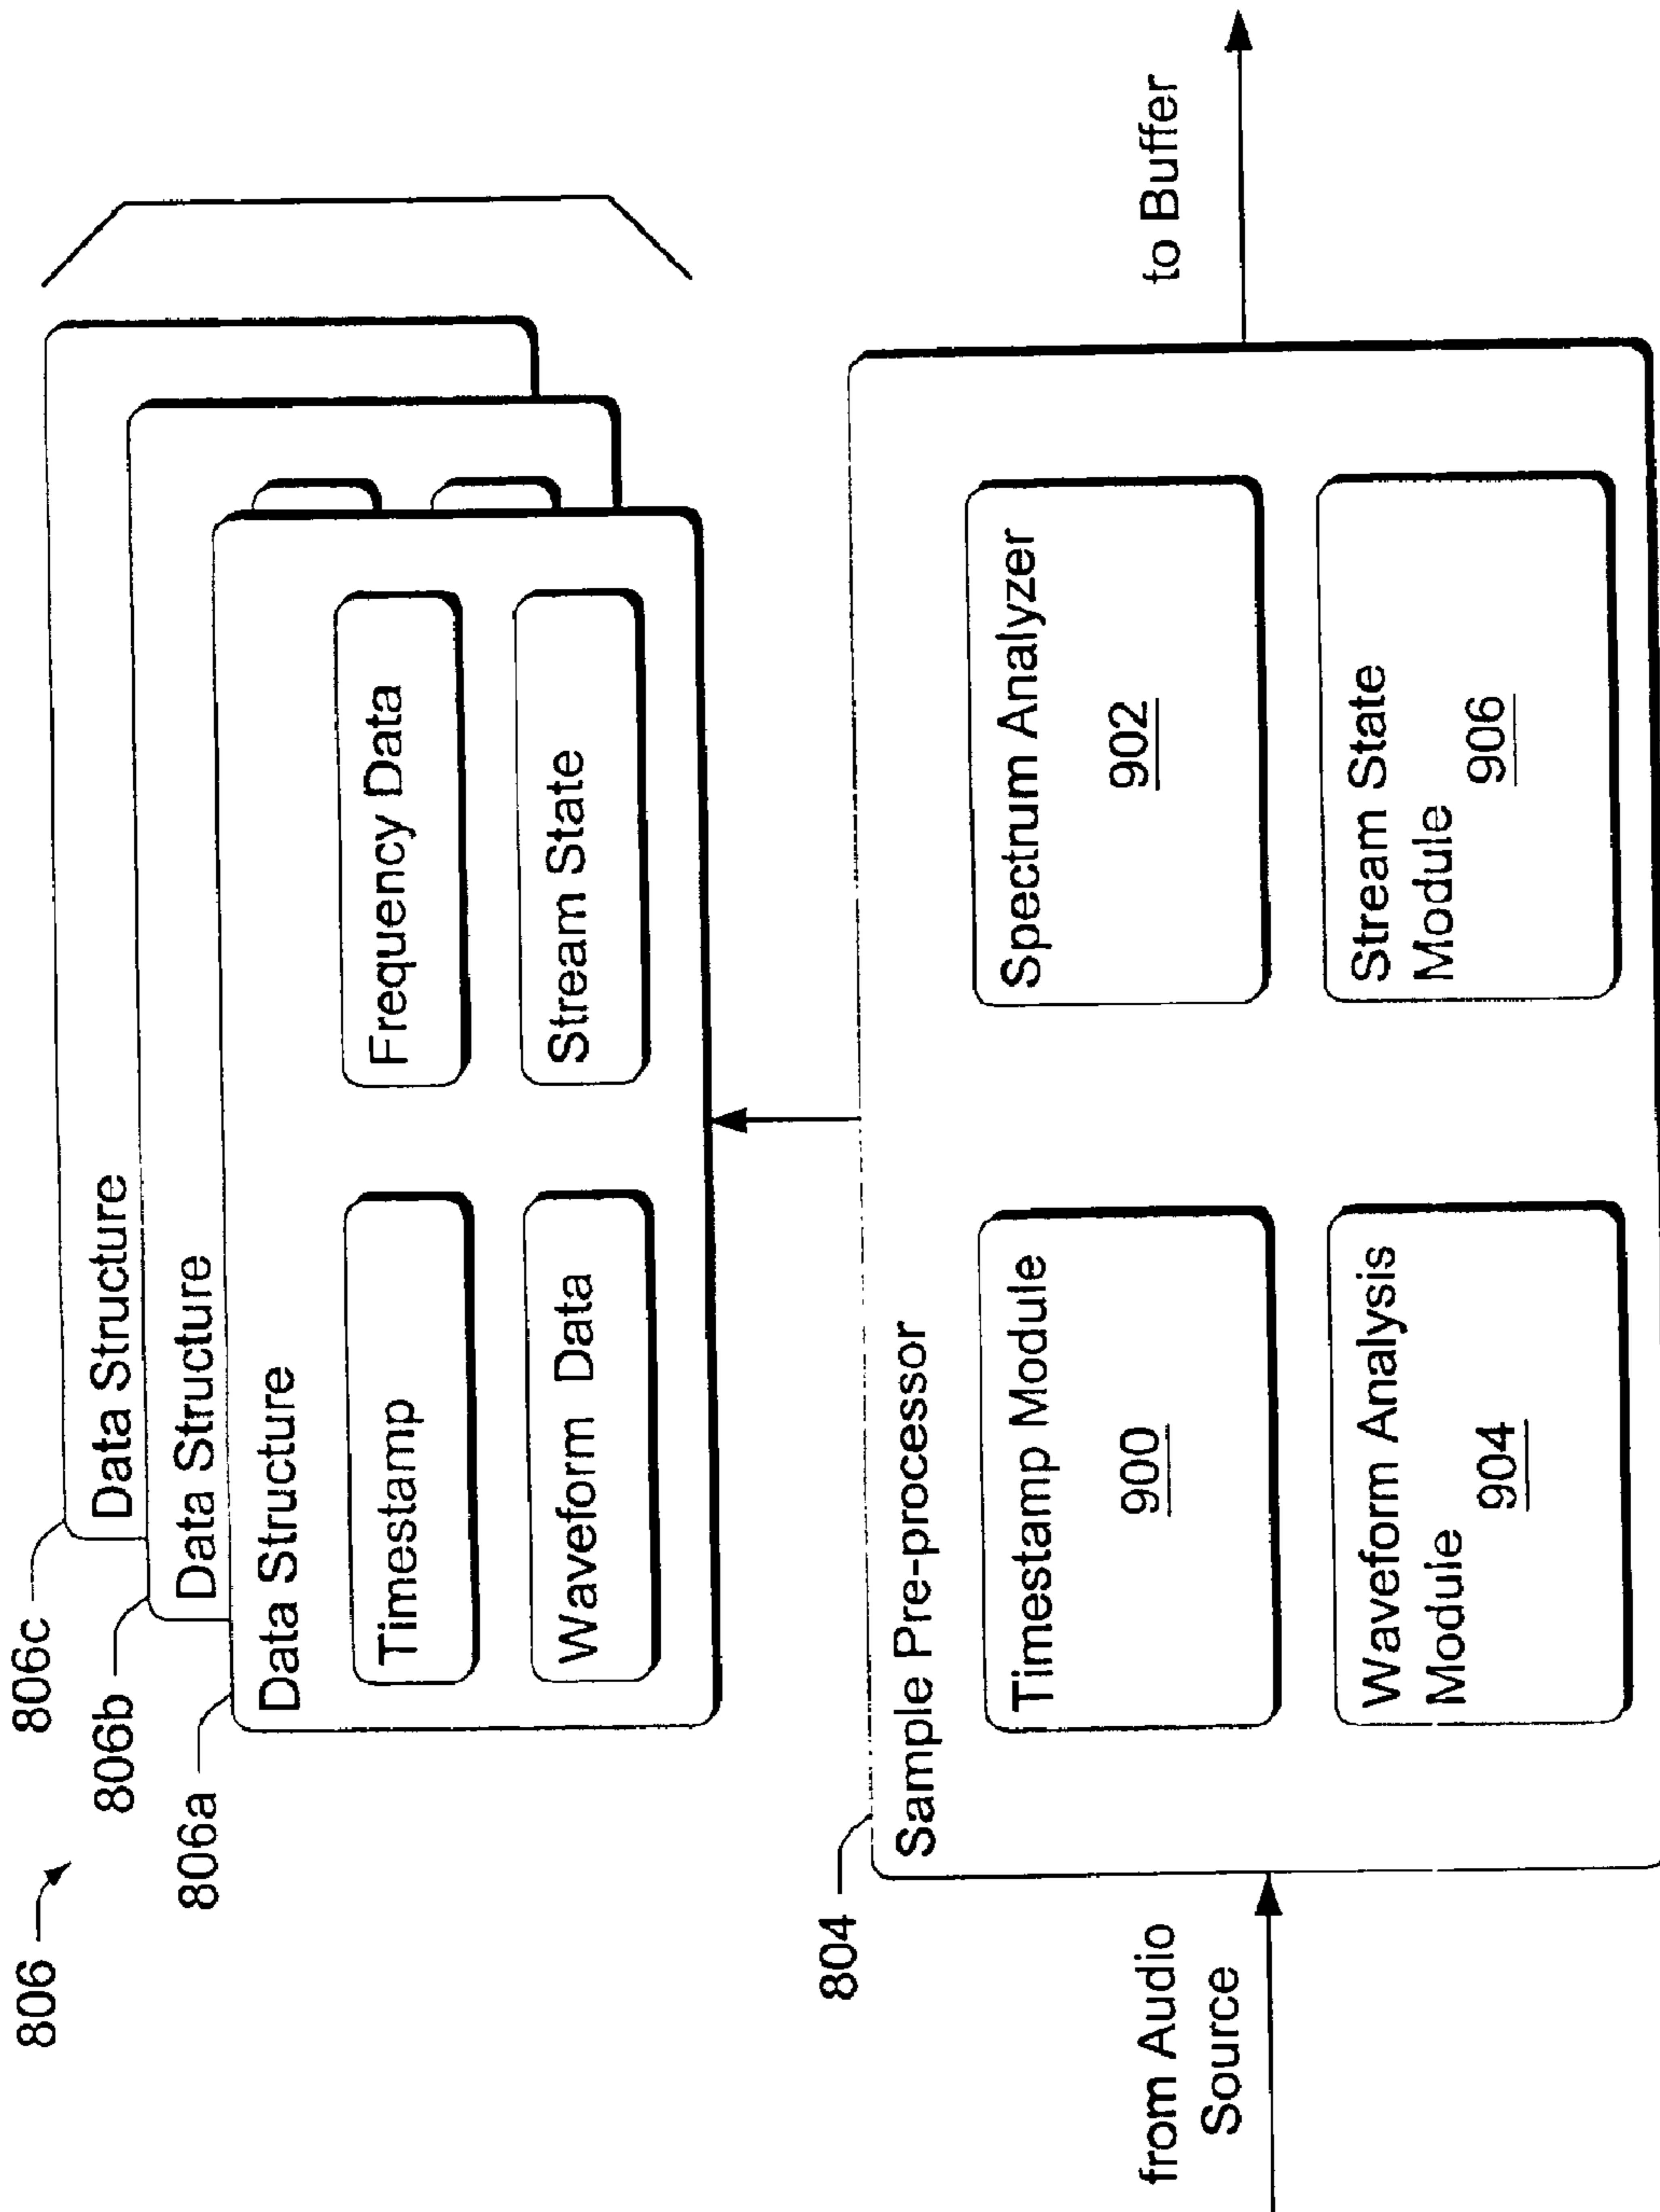 806
806c
806b
806a
Data Structure
Data Structure
Data Structure
Timestamp
Frequency Data
Waveform Data
Stream State
804
Sample Pre-processor
from Audio
Source
to Buffer
Timestamp Module
900
Spectrum Analyzer
902
Waveform Analysis
Module
904
Stream State
Module
906